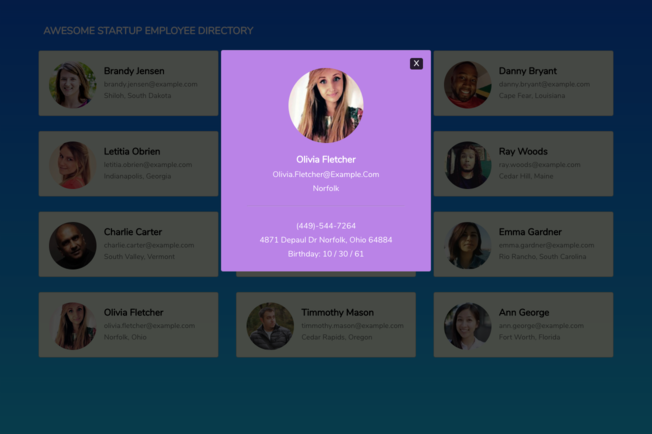 AWESOME STARTUP EMPLOYEE DIRECTORY
Brandy Jensen
brandy.jensen@example.com
Shiloh, South Dakota
X
Olivia Fletcher
Olivia.Fletcher@Example.Com
Norfolk
(449)-544-7264
4871 Depaul Dr Norfolk, Ohio 64884
Birthday: 10 / 30 / 61
Danny Bryant
danny.bryant@example.com
Cape Fear, Louisiana
Letitia Obrien
letitia.obrien@example.com
Indianapolis, Georgia
Ray Woods
ray.woods@example.com
Cedar Hill, Maine
Charlie Carter
charlie.carter@example.com
South Valley, Vermont
Emma Gardner
emma.gardner@example.com
Rio Rancho, South Carolina
Olivia Fletcher
olivia.fletcher@example.com
Norfolk, Ohio
Timmothy Mason
timmothy.mason@example.com
Cedar Rapids, Oregon
Ann George
ann.george@example.com
Fort Worth, Florida